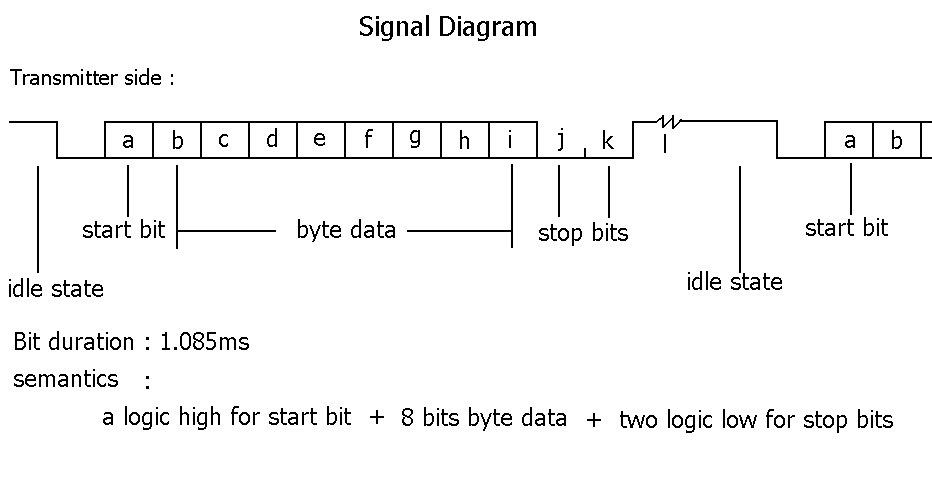 Signal Diagram
Transmitter side :
a b c d e f g h i j k l a b
start bit byte data stop bits start bit
idle state idle state
Bit duration : 1.085ms
semantics :
a logic high for start bit + 8 bits byte data + two logic low for stop bits